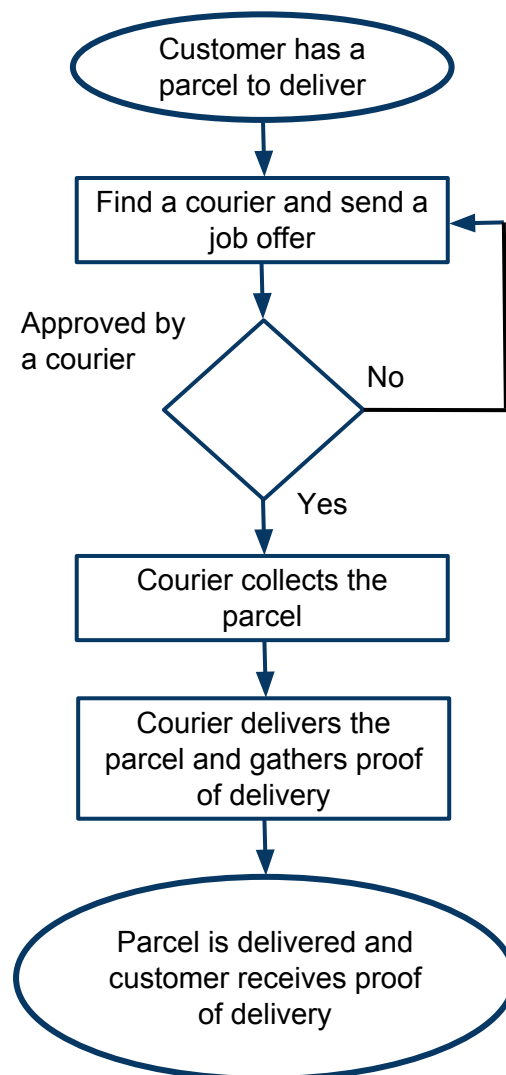 Customer has a
parcel to deliver
Find a courier and send a
job offer
Approved by
a courier
No
Yes
Courier collects the
parcel
Courier delivers the
parcel and gathers proof
of delivery
Parcel is delivered and
customer receives proof
of delivery